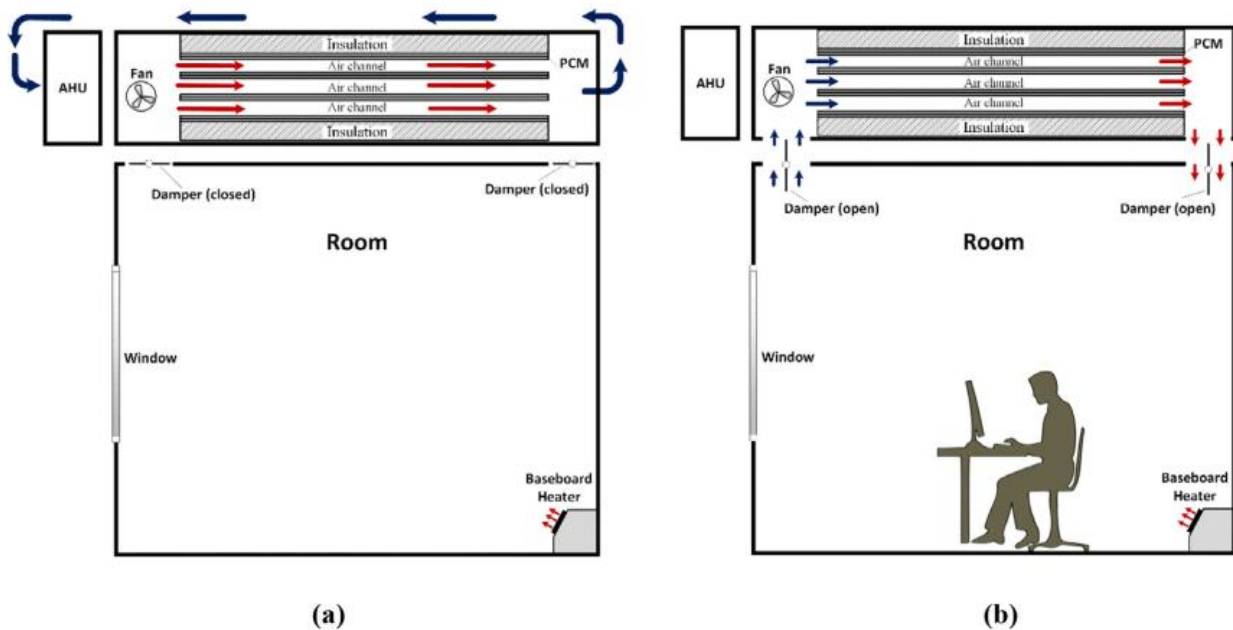 Insulation
Air channel
PCM
AHU
Fan
Air channel
Air channel
Insulation
Damper (closed)
Damper (closed)
Room
Window
Baseboard
Heater
(a)
Insulation
PCM
Air channel
Fan
AHU
Air channel
Air channel
Insulation
Damper (open)
Damper (open)
Room
Window
Baseboard
Heater
(b)